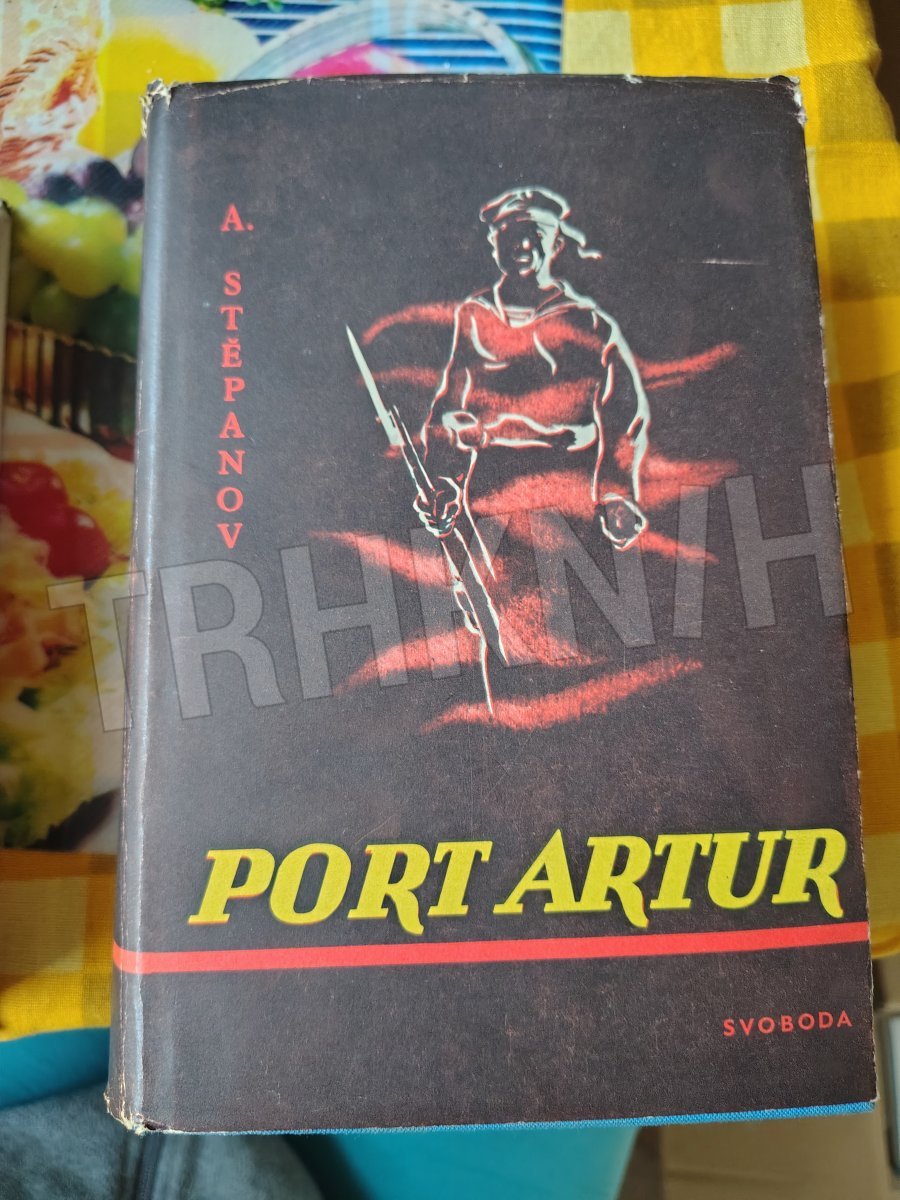 A. STĚPANOV
TRHKNIH
PORT ARTUR
SVOBODA